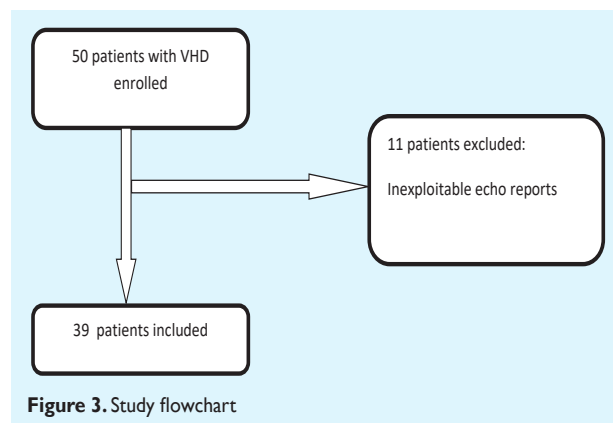 50 patients with VHD
enrolled
11 patients excluded:
Inexploitable echo reports
39 patients included
Figure 3. Study flowchart